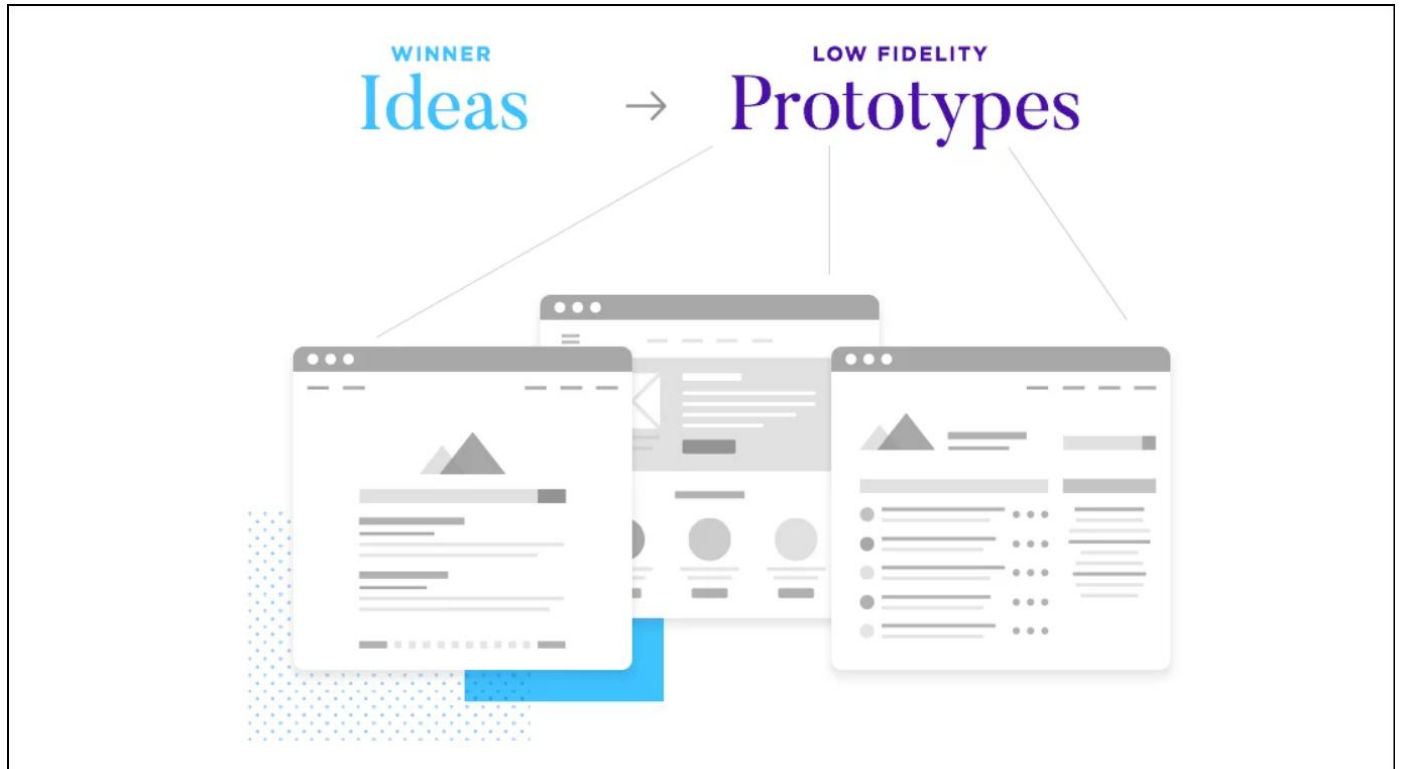 WINNER
Ideas
→
LOW FIDELITY
Prototypes